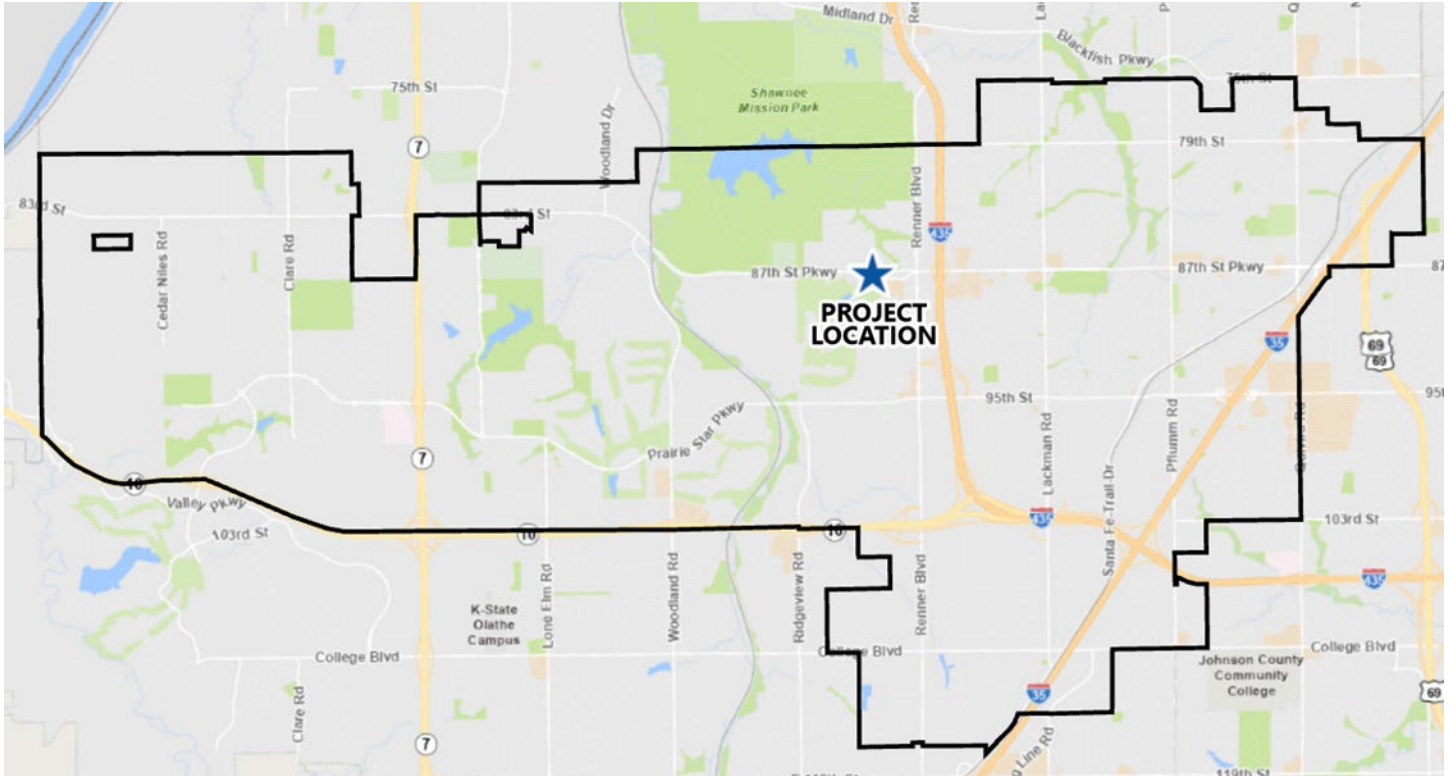 Midland Dr
Blackfish Pkwy
75th St
75th St
Shawnee
Mission Park
Woodland Dr
7
79th St
83rd St
83rd St
Renner Blvd
435
Cedar Niles Rd
Clare Rd
87th St Pkwy
87th St Pkwy
PROJECT
LOCATION
35
69
69
95th St
Prairie Star Pkwy
Lackman Rd
Pflumm Rd
7
10
Valley Pkwy
103rd St
10
10
435
103rd St
Santa Fe-Trail-Dr
435
Lone Elm Rd
Woodland Rd
Ridgeview Rd
Renner Blvd
K-State
Olathe
Campus
College Blvd
College Blvd
College Blvd
Johnson County
Community
College
Clare Rd
35
69
7
119th St